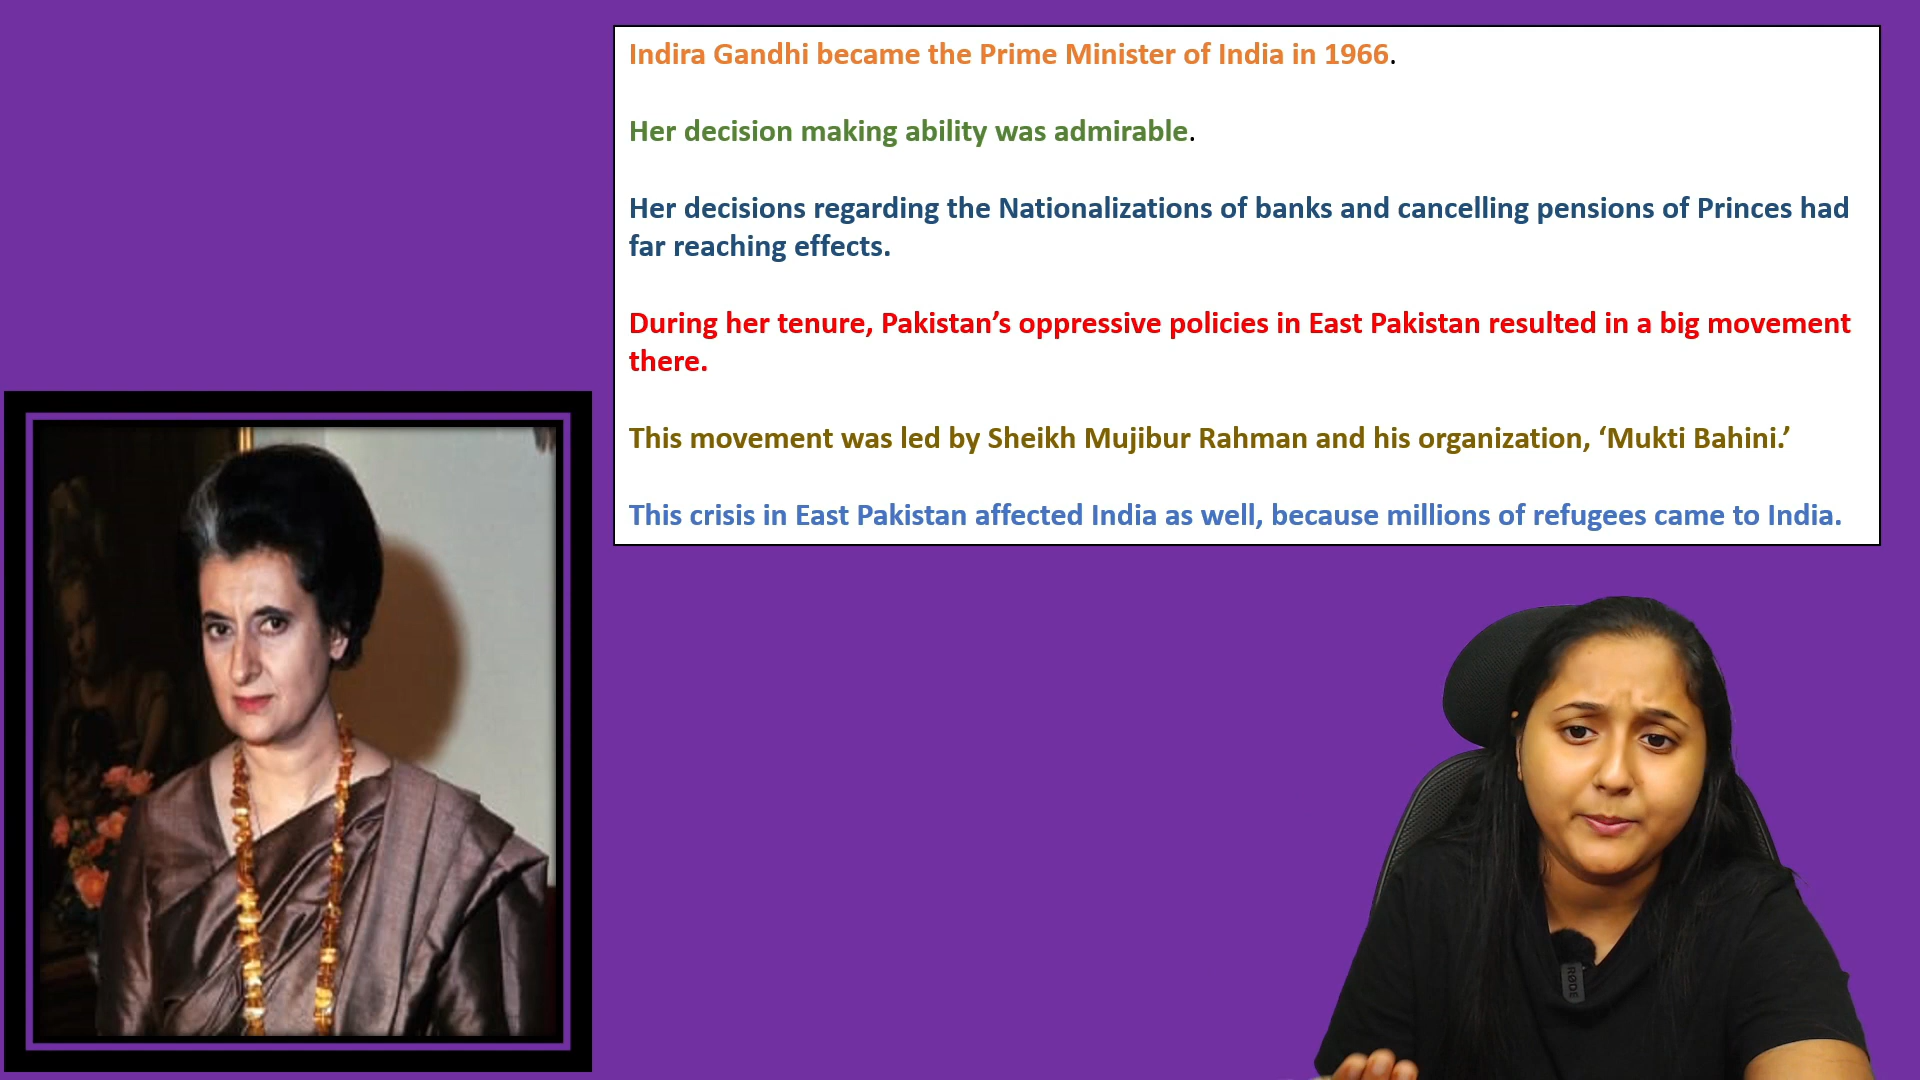 Indira Gandhi became the Prime Minister of India in 1966.
Her decision making ability was admirable.
Her decisions regarding the Nationalizations of banks and cancelling pensions of Princes had
far reaching effects.
During her tenure, Pakistan’s oppressive policies in East Pakistan resulted in a big movement
there.
This movement was led by Sheikh Mujibur Rahman and his organization, ‘Mukti Bahini.’
This crisis in East Pakistan affected India as well, because millions of refugees came to India.
RØDE